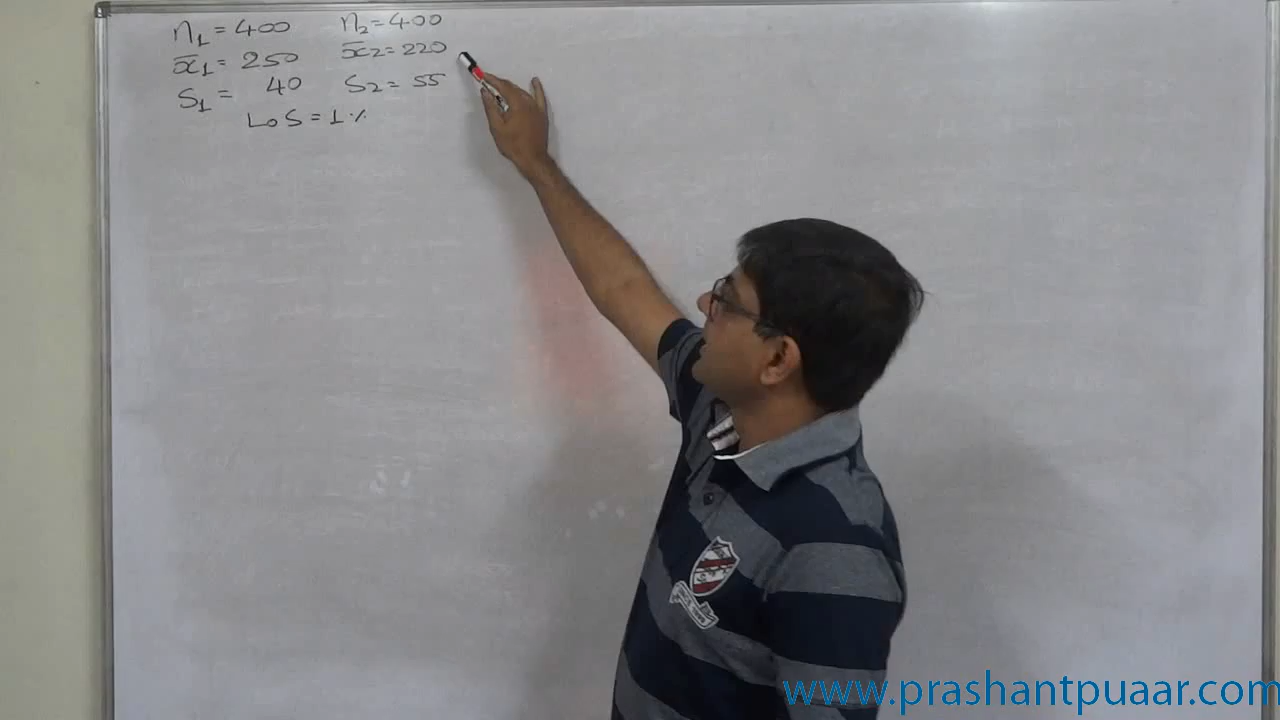 n₁ = 400 n₂ = 400
x̄₁ = 250 x̄₂ = 220
S₁ = 40 S₂ = 55
LoS = 1 %
www.prashantpuaar.com